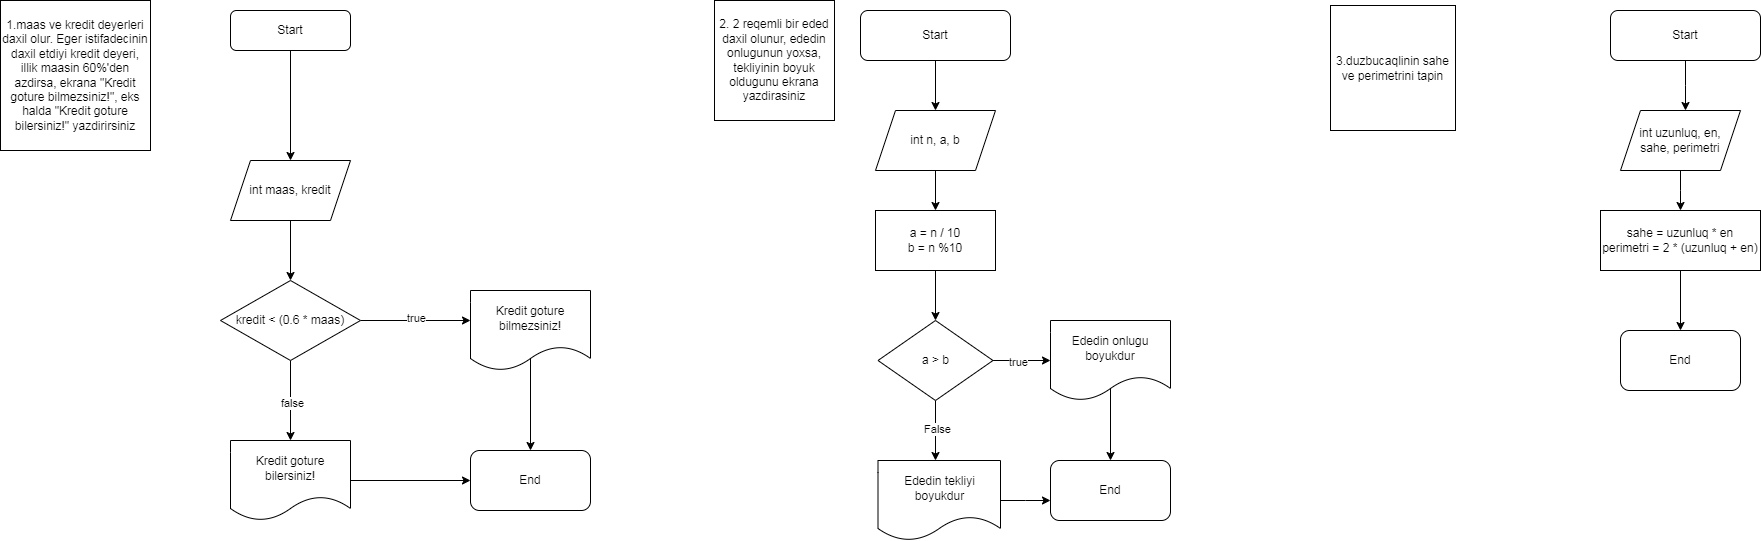 1.maas ve kredit deyerleri
daxil olur. Eger istifadecinin
daxil etdiyi kredit deyeri,
illik maasin 60%'den
azdirsa, ekrana "Kredit
goture bilmezsiniz!", eks
halda "Kredit goture
bilersiniz!" yazdirirsiniz
Start
int maas, kredit
kredit < (0.6 * maas)
true
Kredit goture
bilmezsiniz!
false
Kredit goture
bilersiniz!
End
2. 2 reqemli bir eded
daxil olunur, ededin
onlugunun yoxsa,
tekliyinin boyuk
oldugunu ekrana
yazdirasiniz
Start
int n, a, b
a = n / 10
b = n %10
a > b
true
Ededin onlugu
boyukdur
False
Ededin tekliyi
boyukdur
End
3.duzbucaqlinin sahe
ve perimetrini tapin
Start
int uzunluq, en,
sahe, perimetri
sahe = uzunluq * en
perimetri = 2 * (uzunluq + en)
End